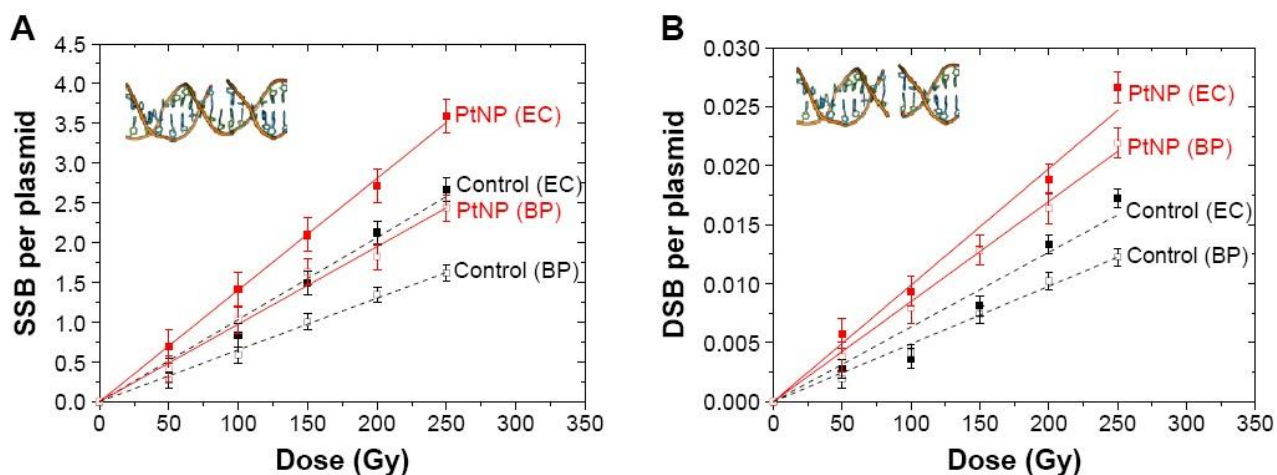 A
4.5
4.0
3.5
3.0
2.5
2.0
1.5
1.0
0.5
0.0
SSB per plasmid
PtNP (EC)
Control (EC)
PtNP (BP)
Control (BP)
0 50 100 150 200 250 300 350
Dose (Gy)
B
0.030
0.025
0.020
0.015
0.010
0.005
0.000
DSB per plasmid
PtNP (EC)
PtNP (BP)
Control (EC)
Control (BP)
0 50 100 150 200 250 300 350
Dose (Gy)